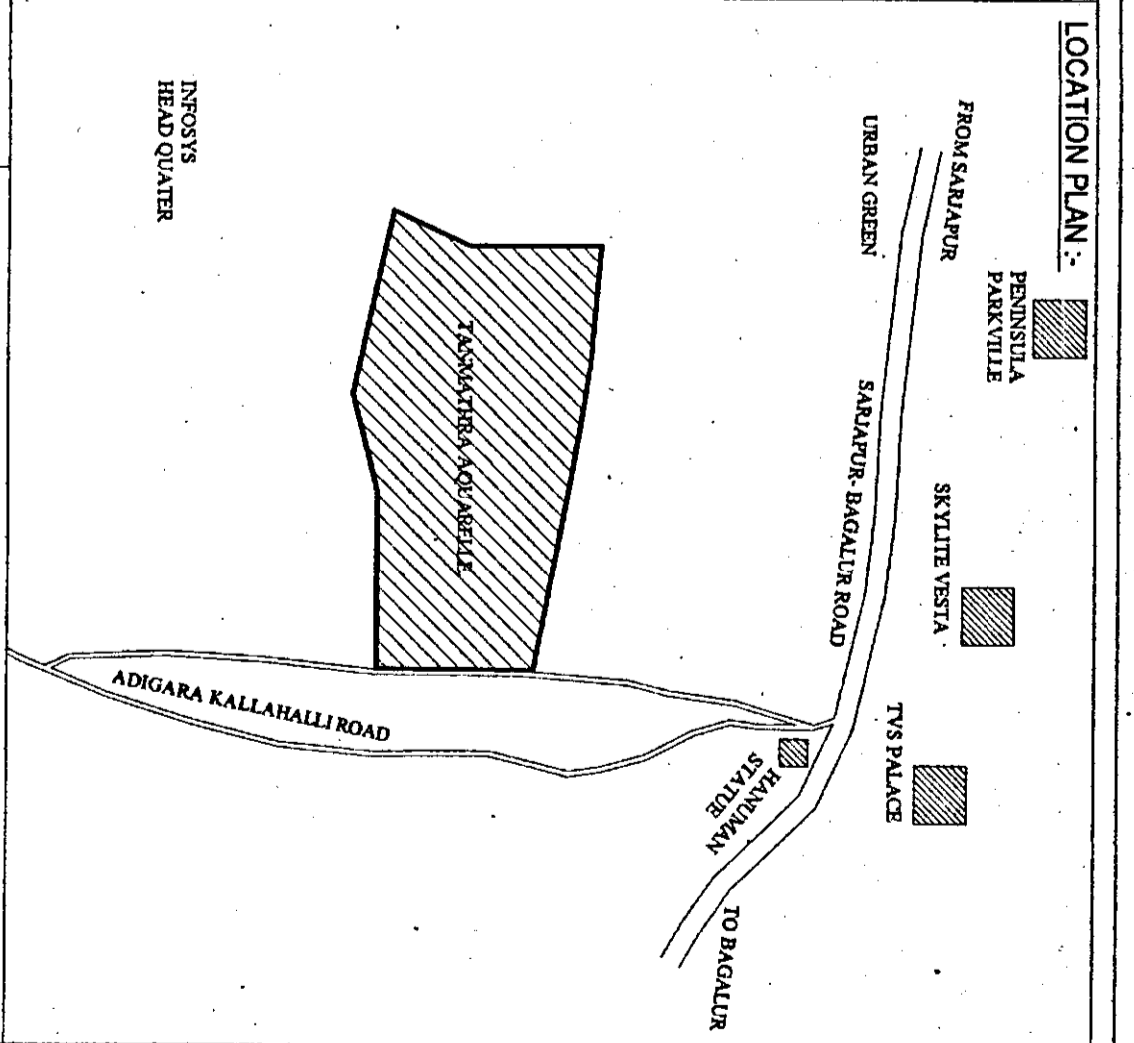 LOCATION PLAN :-
PENINSULA
PARKVILLE
FROM SARJAPUR
URBAN GREEN
SKYLITE VESTA
SARJAPUR- BAGALUR ROAD
TVS PALACE
HANUMAN
STATUE
TO BAGALUR
TANMATHRA AQUARELLE
ADIGARA KALLAHALLI ROAD
INFOSYS
HEAD QUATER